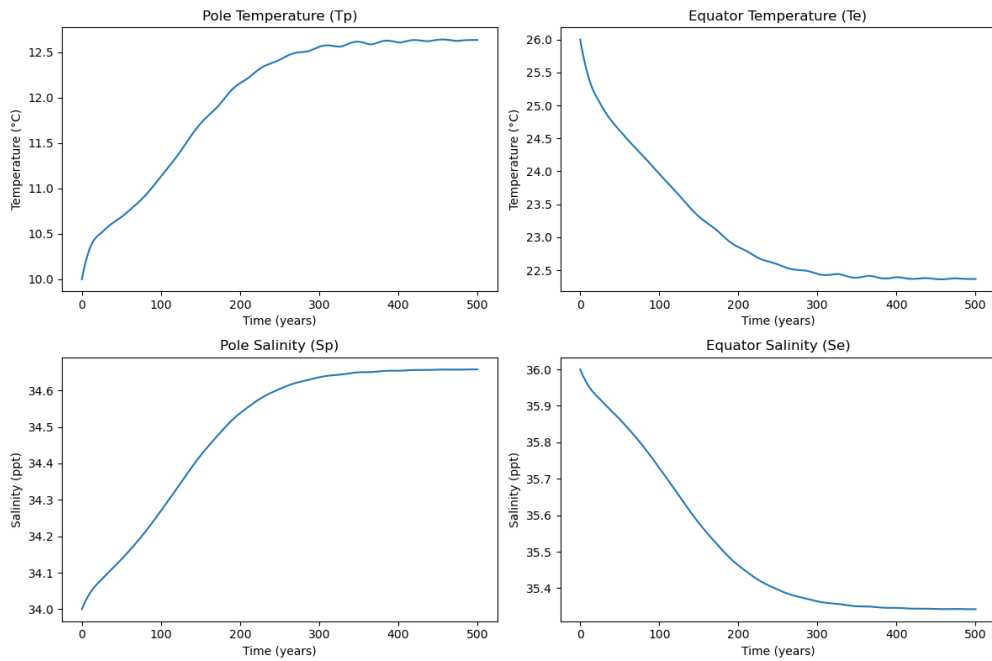 Pole Temperature (Tp)
Temperature (°C)
12.5
12.0
11.5
11.0
10.5
10.0
0 100 200 300 400 500
Time (years)
Equator Temperature (Te)
Temperature (°C)
26.0
25.5
25.0
24.5
24.0
23.5
23.0
22.5
0 100 200 300 400 500
Time (years)
Pole Salinity (Sp)
Salinity (ppt)
34.6
34.5
34.4
34.3
34.2
34.1
34.0
0 100 200 300 400 500
Time (years)
Equator Salinity (Se)
Salinity (ppt)
36.0
35.9
35.8
35.7
35.6
35.5
35.4
0 100 200 300 400 500
Time (years)